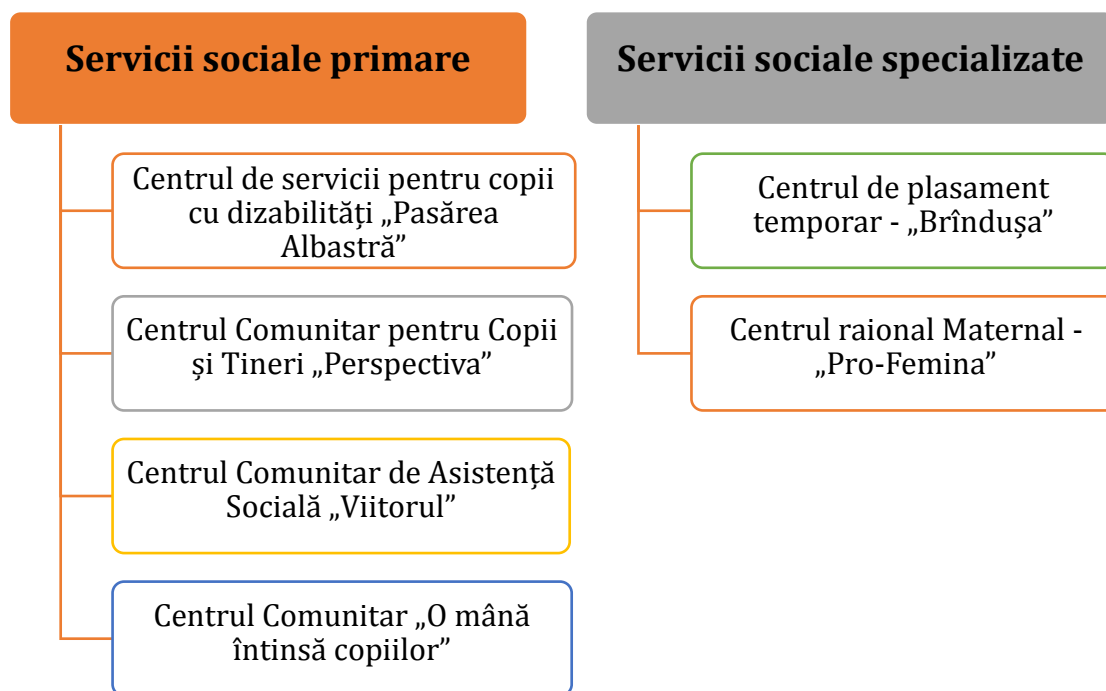 Servicii sociale primare
Centrul de servicii pentru copii
cu dizabilități „Pasărea
Albastră”
Centrul Comunitar pentru Copii
și Tineri „Perspectiva”
Centrul Comunitar de Asistență
Socială „Viitorul”
Centrul Comunitar „O mână
întinsă copiilor”
Servicii sociale specializate
Centrul de plasament
temporar - „Brîndușa”
Centrul raional Maternal -
„Pro-Femina”